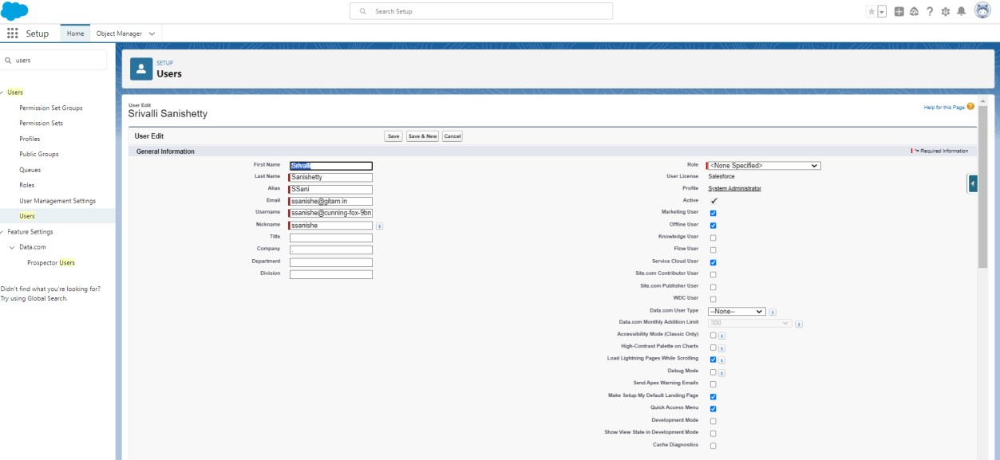 Search Setup
Setup
Home
Object Manager
users
Users
Permission Set Groups
Permission Sets
Profiles
Public Groups
Queues
Roles
User Management Settings
Users
Feature Settings
Data.com
Prospector Users
Didn't find what you're looking for?
Try using Global Search.
SETUP
Users
User Edit
Srivalli Sanishetty
Help for this Page ?
User Edit
Save
Save & New
Cancel
General Information
= Required Information
First Name Srivalli
Last Name Sanishetty
Alias SSani
Email ssanishe@gitam.in
Username ssanishe@cunning-fox-9bn
Nickname ssanishe i
Title
Company .
Department
Division
Role <None Specified>
User License Salesforce
Profile System Administrator
Active
Marketing User
Offline User
Knowledge User
Flow User
Service Cloud User
Site.com Contributor User
Site.com Publisher User
WDC User
Data.com User Type --None-- i
Data.com Monthly Addition Limit 300 i
Accessibility Mode (Classic Only) i
High-Contrast Palette on Charts i
Load Lightning Pages While Scrolling i
Debug Mode i
Send Apex Warning Emails
Make Setup My Default Landing Page
Quick Access Menu
Development Mode
Show View State in Development Mode
Cache Diagnostics